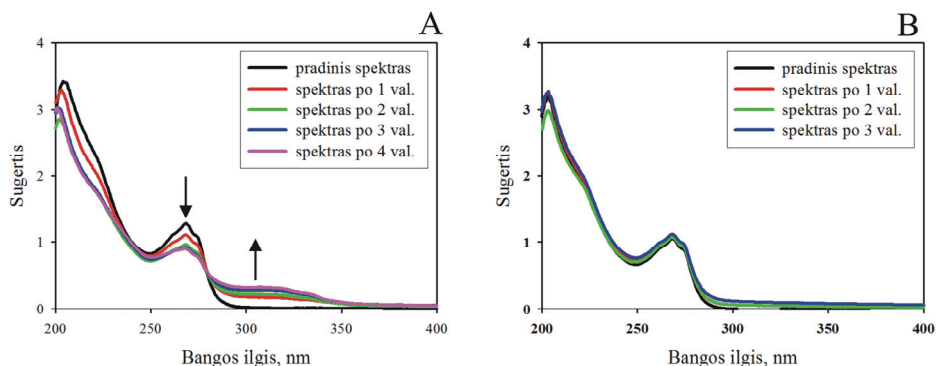 A
4
3
2
1
0
Sugertis
pradinis spektras
spektras po 1 val.
spektras po 2 val.
spektras po 3 val.
spektras po 4 val.
200 250 300 350 400
Bangos ilgis, nm
B
4
3
2
1
0
Sugertis
pradinis spektras
spektras po 1 val.
spektras po 2 val.
spektras po 3 val.
200 250 300 350 400
Bangos ilgis, nm